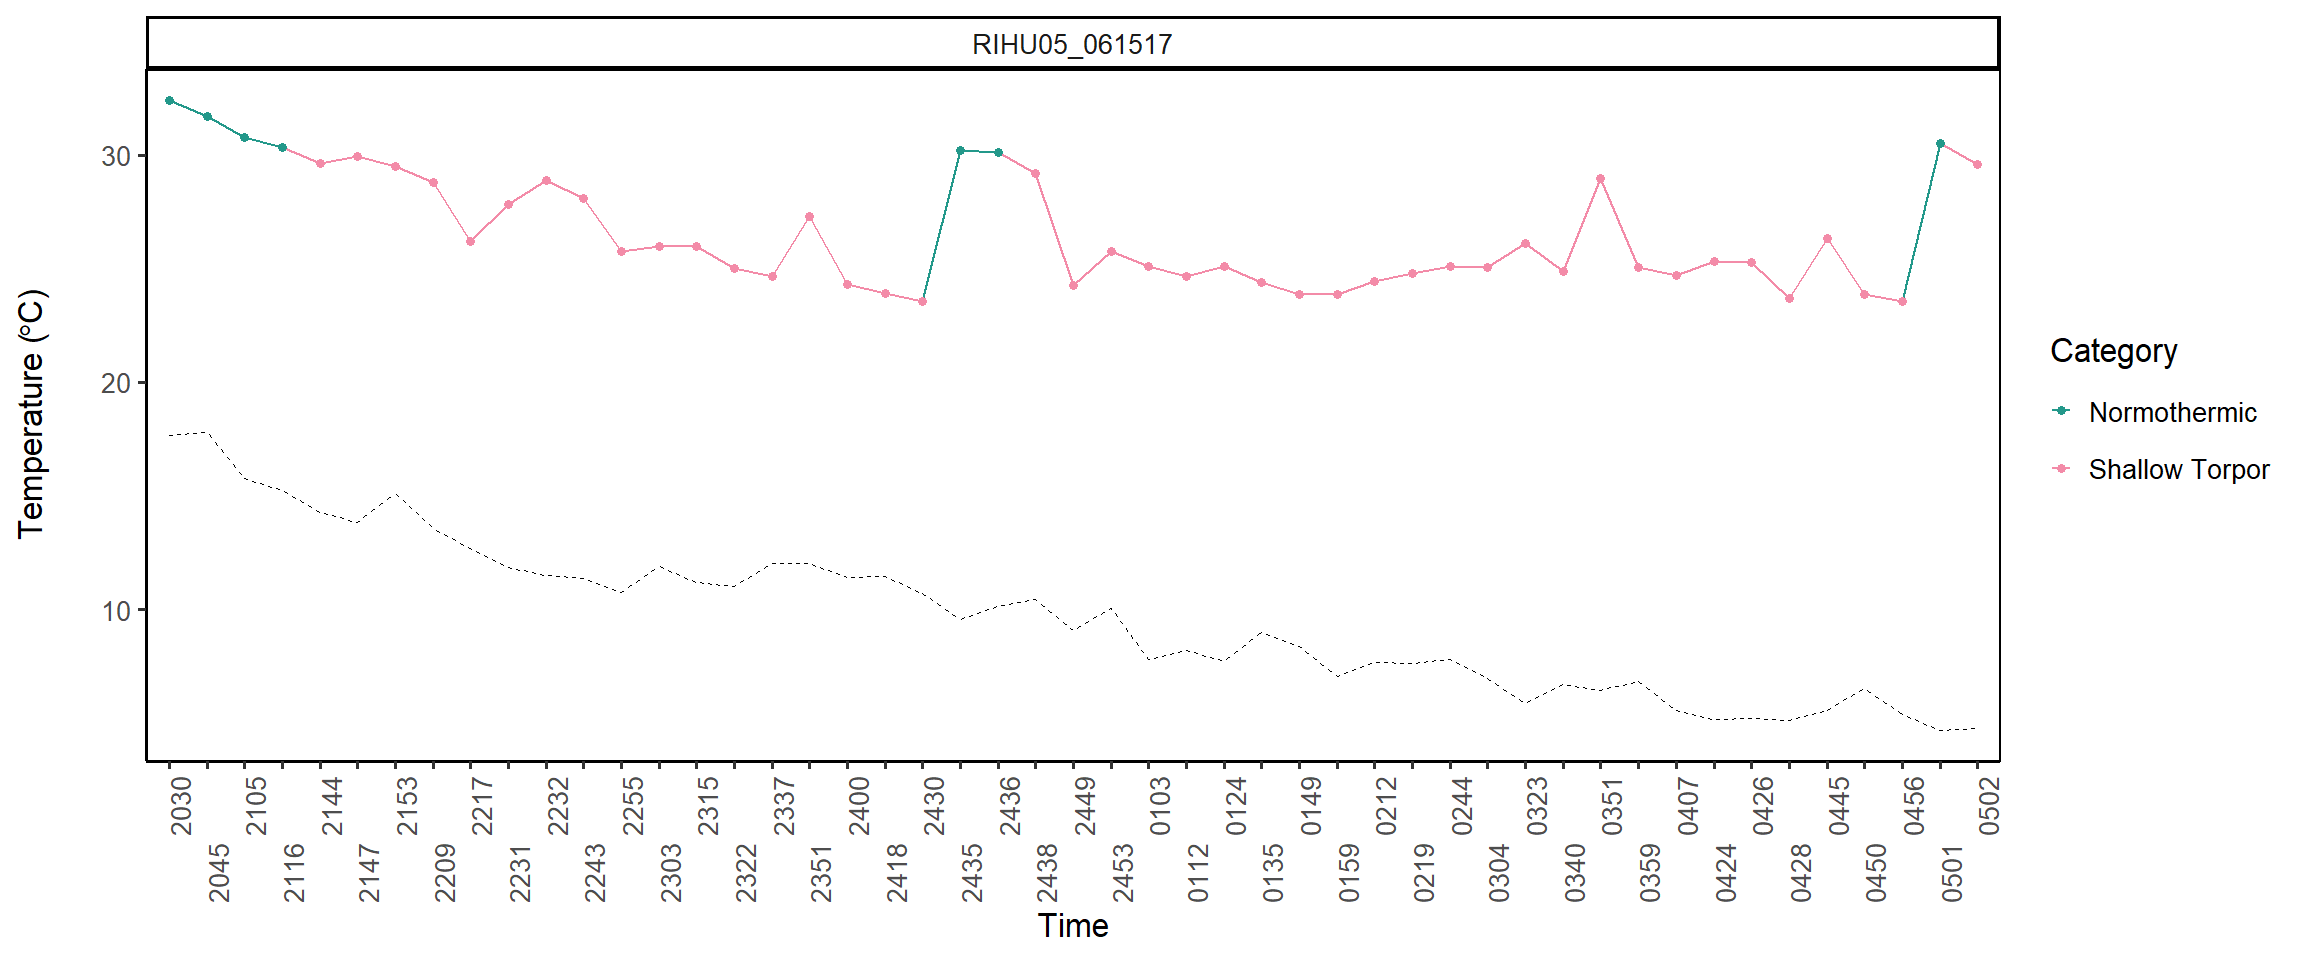 RIHU05_061517
Temperature (°C)
30
20
10
2030 2105 2144 2153 2217 2232 2255 2315 2337 2400 2430 2436 2449 0103 0124 0149 0212 0244 0323 0351 0407 0426 0445 0456 0502
2045 2116 2147 2209 2231 2243 2303 2322 2351 2418 2435 2438 2453 0112 0135 0159 0219 0304 0340 0359 0424 0428 0450 0501
Time
Category
Normothermic
Shallow Torpor